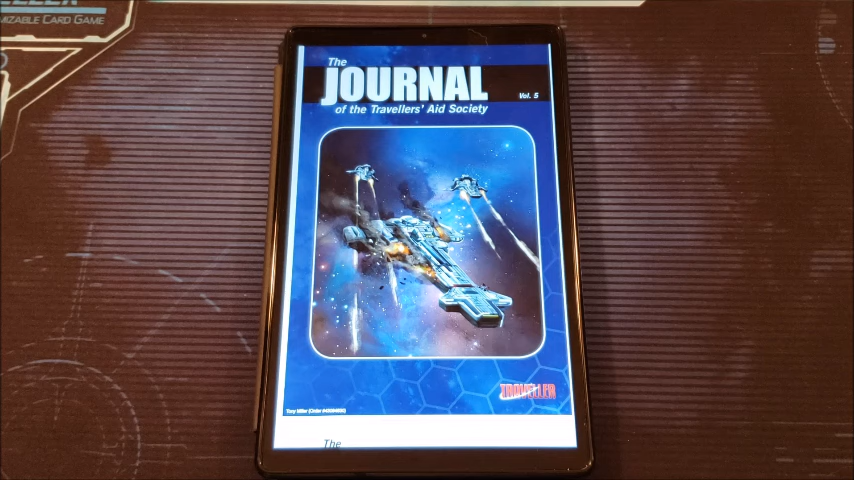 MIZABLE CARD GAME
The
JOURNAL
Vol. 5
of the Travellers' Aid Society
TRAVELLER
The